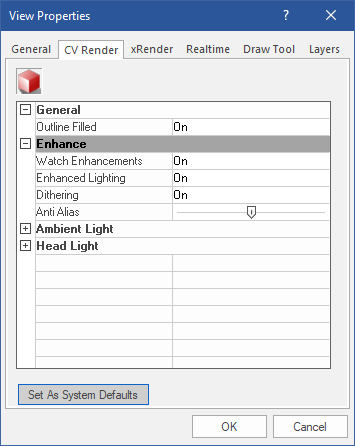 View Properties ?
General CV Render xRender Realtime Draw Tool Layers
General
Outline Filled On
Enhance
Watch Enhancements On
Enhanced Lighting On
Dithering On
Anti Alias
Ambient Light
Head Light
Set As System Defaults
OK Cancel